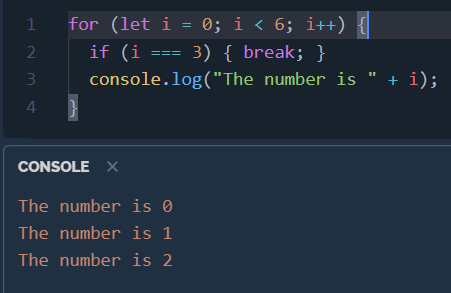 1 for (let i = 0; i < 6; i++) {
2   if (i === 3) { break; }
3   console.log("The number is " + i);
4 }
CONSOLE ×
The number is 0
The number is 1
The number is 2